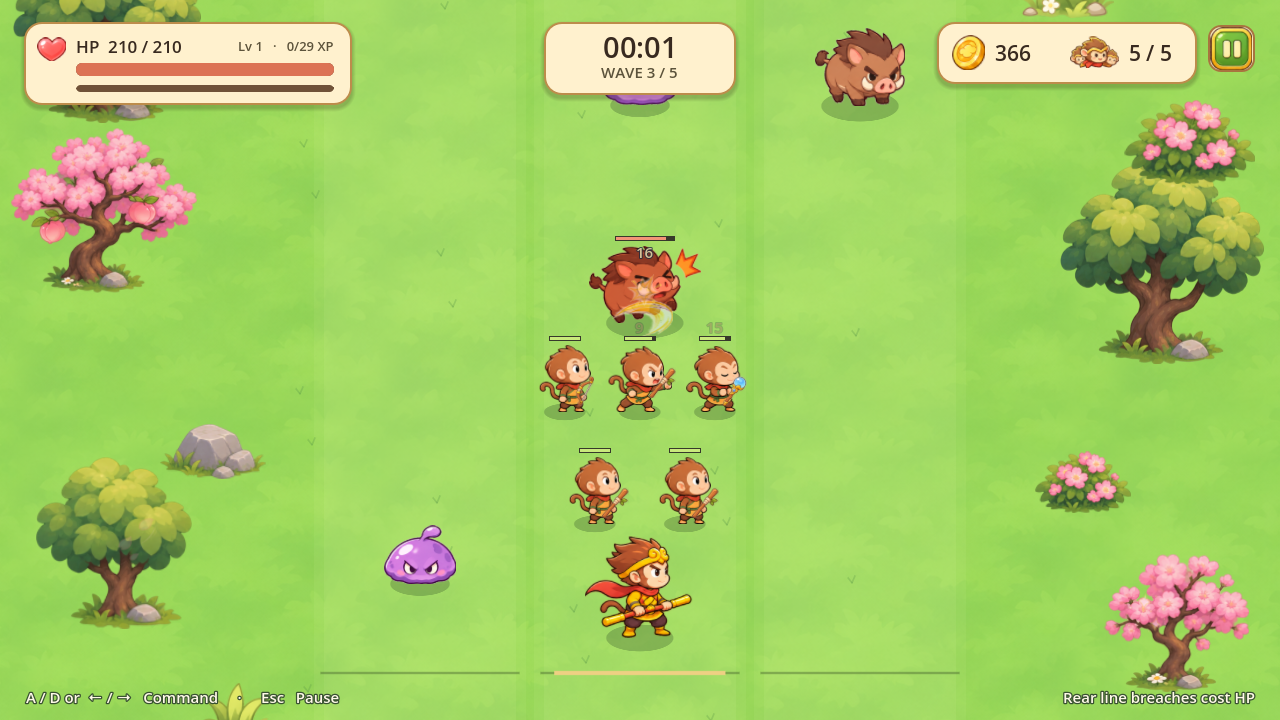 HP 210 / 210
Lv 1 · 0/29 XP
00:01
WAVE 3 / 5
366
5 / 5
16
9
15
A / D or ← / → Command · Esc Pause
Rear line breaches cost HP